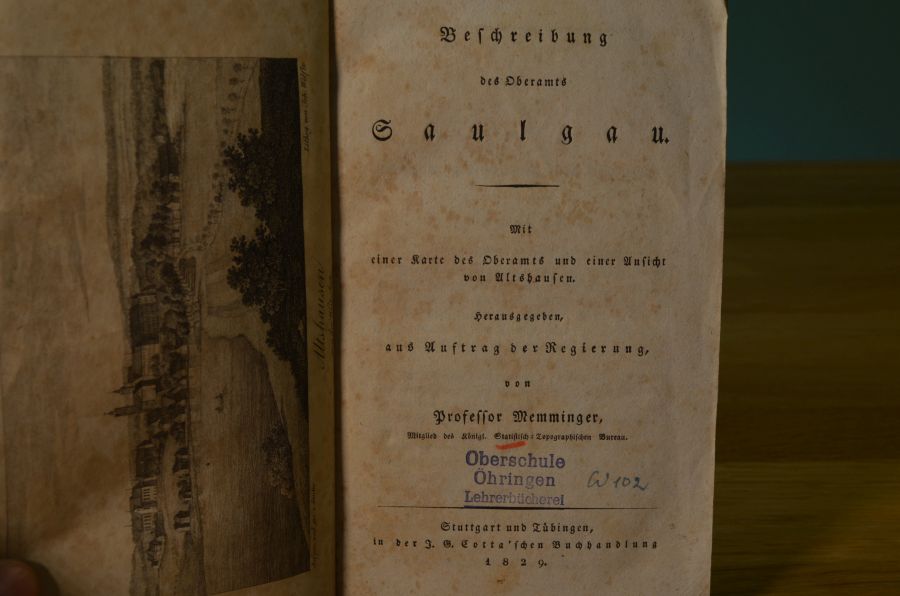 Altshausen
Beschreibung
des Oberamts
Saulgau.
Mit
einer Karte des Oberamts und einer Ansicht
von Altshausen.
Herausgegeben,
aus Auftrag der Regierung,
von
Professor Memminger,
Mitglied des Königl. Statistisch-Topographischen Bureau.
Oberschule
Öhringen
Lehrerbücherei
W 102
Stuttgart und Tübingen,
in der J. G. Cotta'schen Buchhandlung
1829.